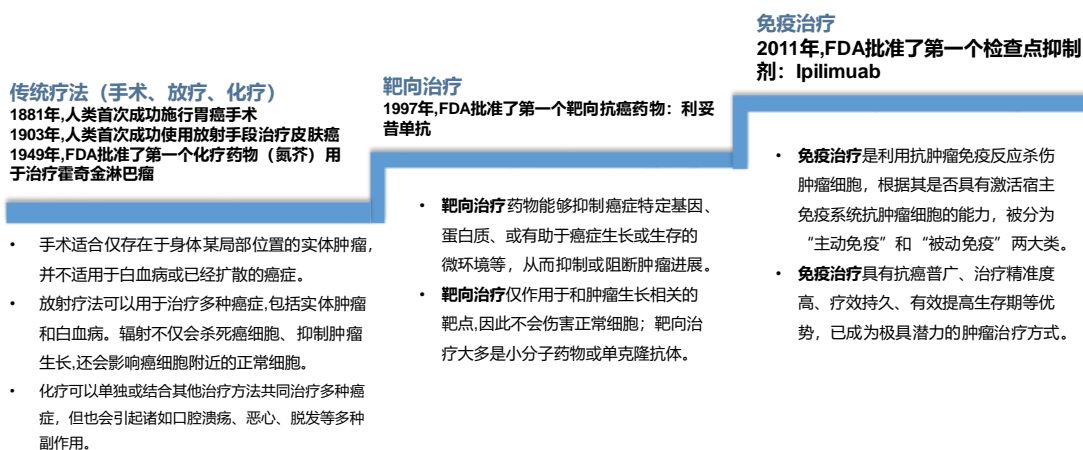 传统疗法（手术、放疗、化疗）
1881年,人类首次成功施行胃癌手术
1903年,人类首次成功使用放射手段治疗皮肤癌
1949年,FDA批准了第一个化疗药物（氮芥）用
于治疗霍奇金淋巴瘤
• 手术适合仅存在于身体某局部位置的实体肿瘤，
并不适用于白血病或已经扩散的癌症。
• 放射疗法可以用于治疗多种癌症,包括实体肿瘤
和白血病。辐射不仅会杀死癌细胞、抑制肿瘤
生长,还会影响癌细胞附近的正常细胞。
• 化疗可以单独或结合其他治疗方法共同治疗多种癌
症，但也会引起诸如口腔溃疡、恶心、脱发等多种
副作用。
靶向治疗
1997年,FDA批准了第一个靶向抗癌药物：利妥
昔单抗
• 靶向治疗药物能够抑制癌症特定基因、
蛋白质、或有助于癌症生长或生存的
微环境等，从而抑制或阻断肿瘤进展。
• 靶向治疗仅作用于和肿瘤生长相关的
靶点,因此不会伤害正常细胞；靶向治
疗大多是小分子药物或单克隆抗体。
免疫治疗
2011年,FDA批准了第一个检查点抑制
剂：Ipilimuab
• 免疫治疗是利用抗肿瘤免疫反应杀伤
肿瘤细胞，根据其是否具有激活宿主
免疫系统抗肿瘤细胞的能力，被分为
“主动免疫”和“被动免疫”两大类。
• 免疫治疗具有抗癌普广、治疗精准度
高、疗效持久、有效提高生存期等优
势，已成为极具潜力的肿瘤治疗方式。